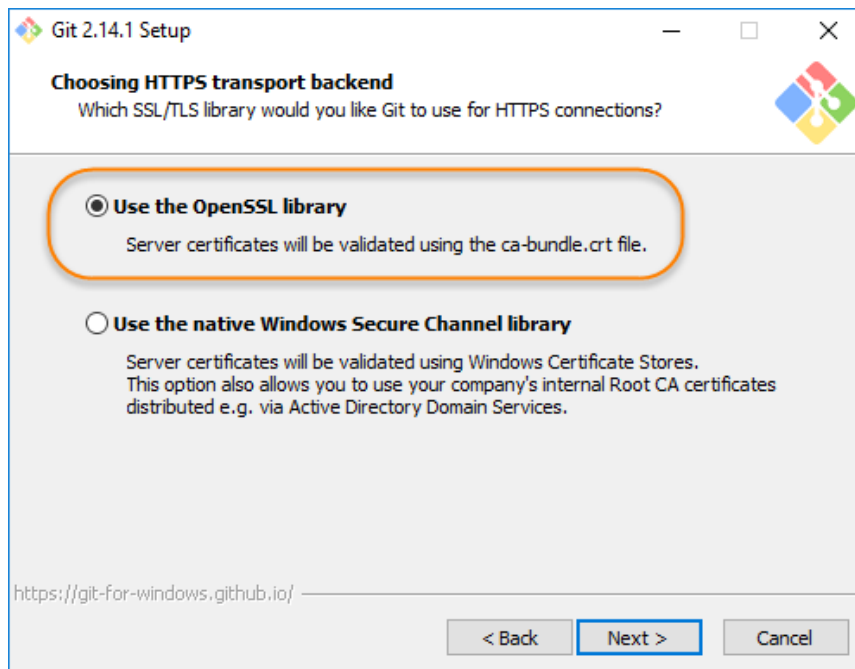 Git 2.14.1 Setup
Choosing HTTPS transport backend
Which SSL/TLS library would you like Git to use for HTTPS connections?
Use the OpenSSL library
Server certificates will be validated using the ca-bundle.crt file.
Use the native Windows Secure Channel library
Server certificates will be validated using Windows Certificate Stores.
This option also allows you to use your company's internal Root CA certificates
distributed e.g. via Active Directory Domain Services.
https://git-for-windows.github.io/
< Back Next > Cancel